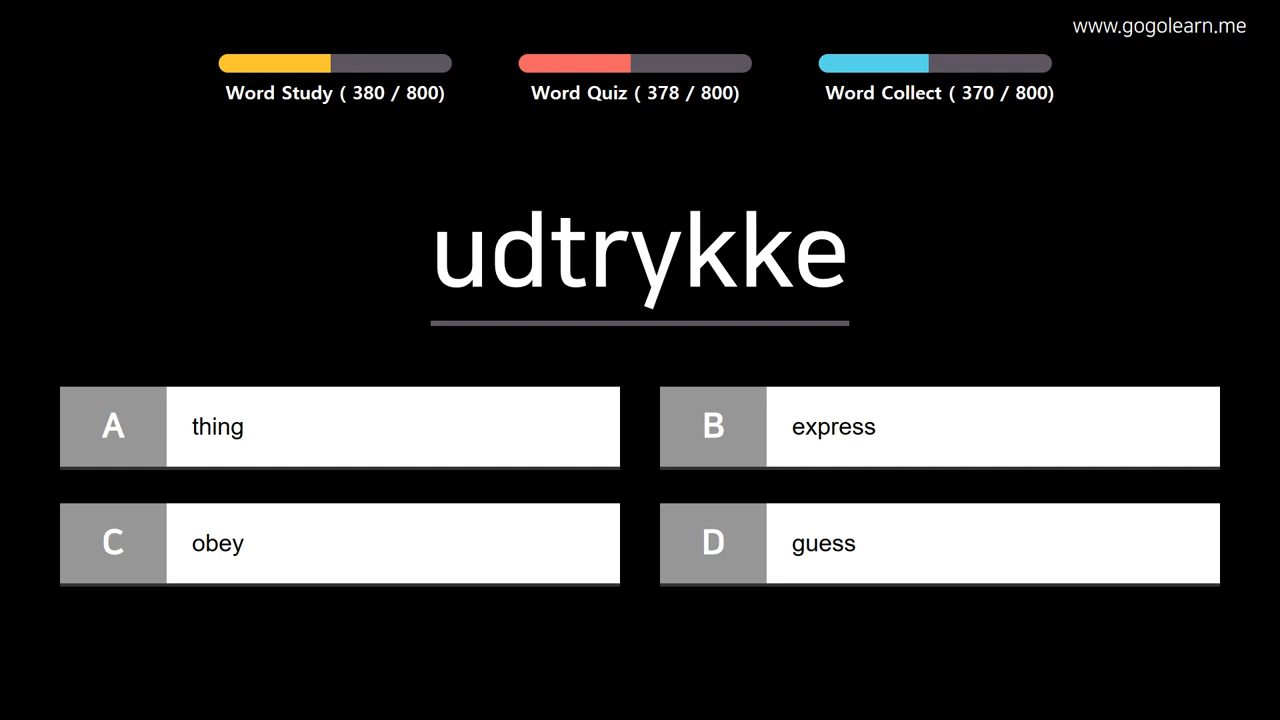 www.gogolearn.me
Word Study ( 380 / 800)
Word Quiz ( 378 / 800)
Word Collect ( 370 / 800)
udtrykke
A thing
B express
C obey
D guess